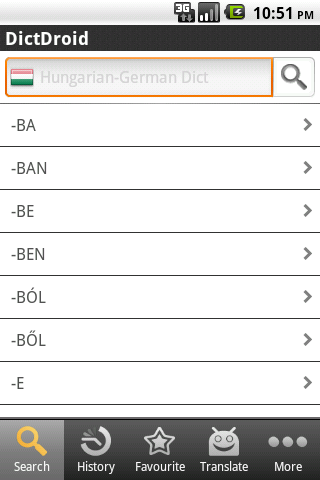 3G
10:51 PM
DictDroid
Hungarian-German Dict
-BA
-BAN
-BE
-BEN
-BÓL
-BŐL
-E
Search
History
Favourite
Translate
More